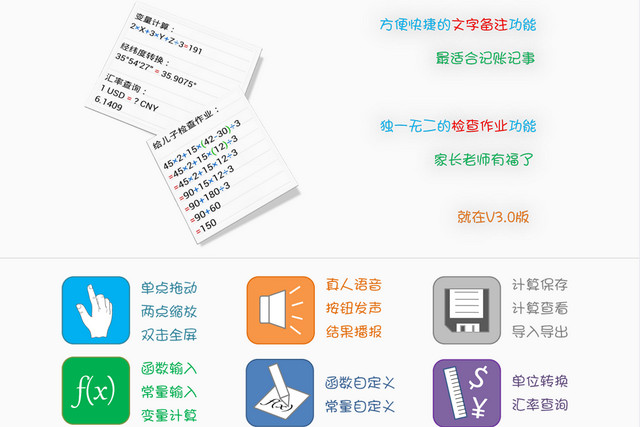 变量计算：
2×X+3×Y+Z÷3=191
经纬度转换：
35°54'27" = 35.9075°
汇率查询：
1 USD = ? CNY
6.1409
给儿子检查作业：
45×2+15×(42-30)÷3
=45×2+15×(12)÷3
=45×2+15×12÷3
=90+15×12÷3
=90+180÷3
=90+60
=150
方便快捷的文字备注功能
最适合记账记事
独一无二的检查作业功能
家长老师有福了
就在V3.0版
单点拖动
两点缩放
双击全屏
真人语音
按钮发声
结果播报
计算保存
计算查看
导入导出
f(x)
函数输入
常量输入
变量计算
f(x)
函数自定义
常量自定义
$
¥
单位转换
汇率查询